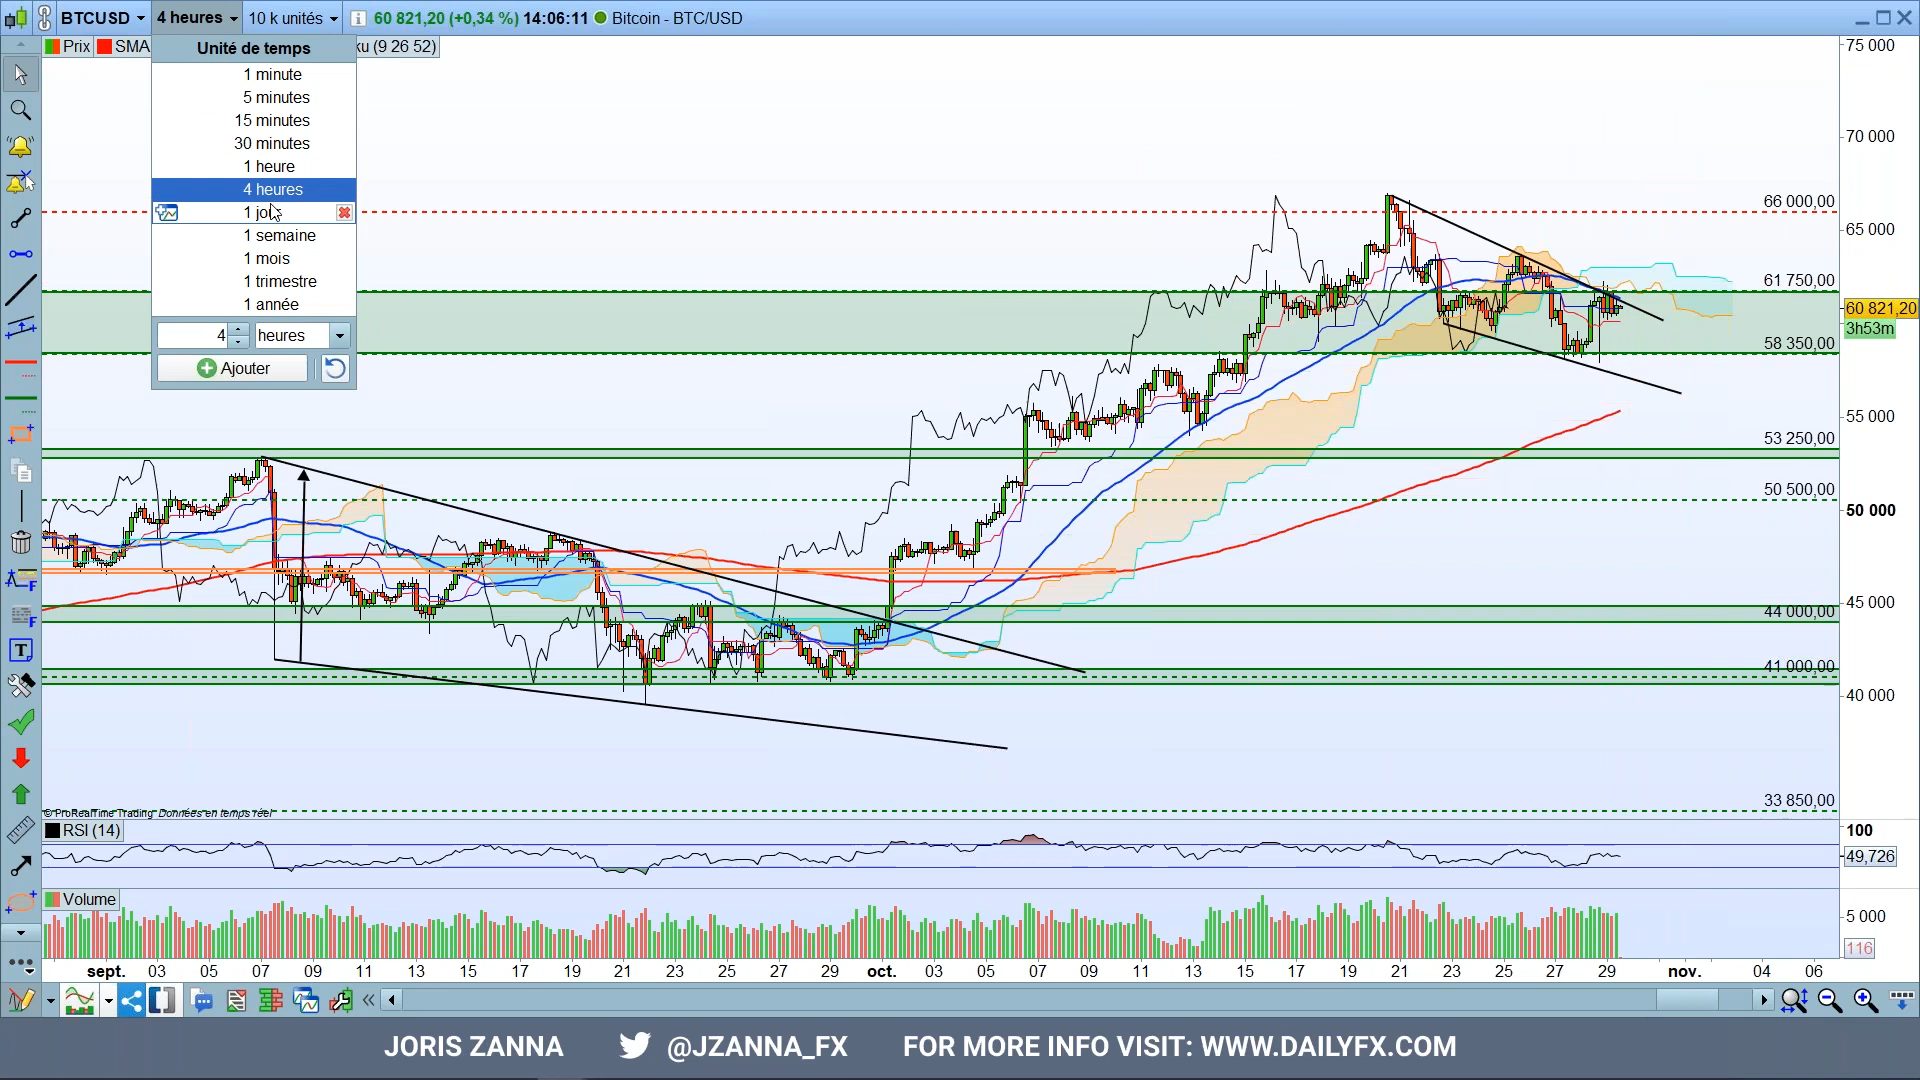 BTCUSD 4 heures 10 k unités 60 821,20 (+0,34 %) 14:06:11 Bitcoin - BTC/USD
Prix SMA Unité de temps ku (9 26 52)
1 minute
5 minutes
15 minutes
30 minutes
1 heure
4 heures
1 jour
1 semaine
1 mois
1 trimestre
1 année
4 heures
Ajouter
75 000
70 000
66 000,00
65 000
61 750,00
60 821,20
3h53m
58 350,00
55 000
53 250,00
50 500,00
50 000
45 000
44 000,00
41 000,00
40 000
33 850,00
© ProRealTime Trading Données en temps réel
RSI (14)
100
49,726
Volume
5 000
116
sept. 03 05 07 09 11 13 15 17 19 21 23 25 27 29 oct. 03 05 07 09 11 13 15 17 19 21 23 25 27 29 nov. 04 06
JORIS ZANNA @JZANNA_FX FOR MORE INFO VISIT: WWW.DAILYFX.COM